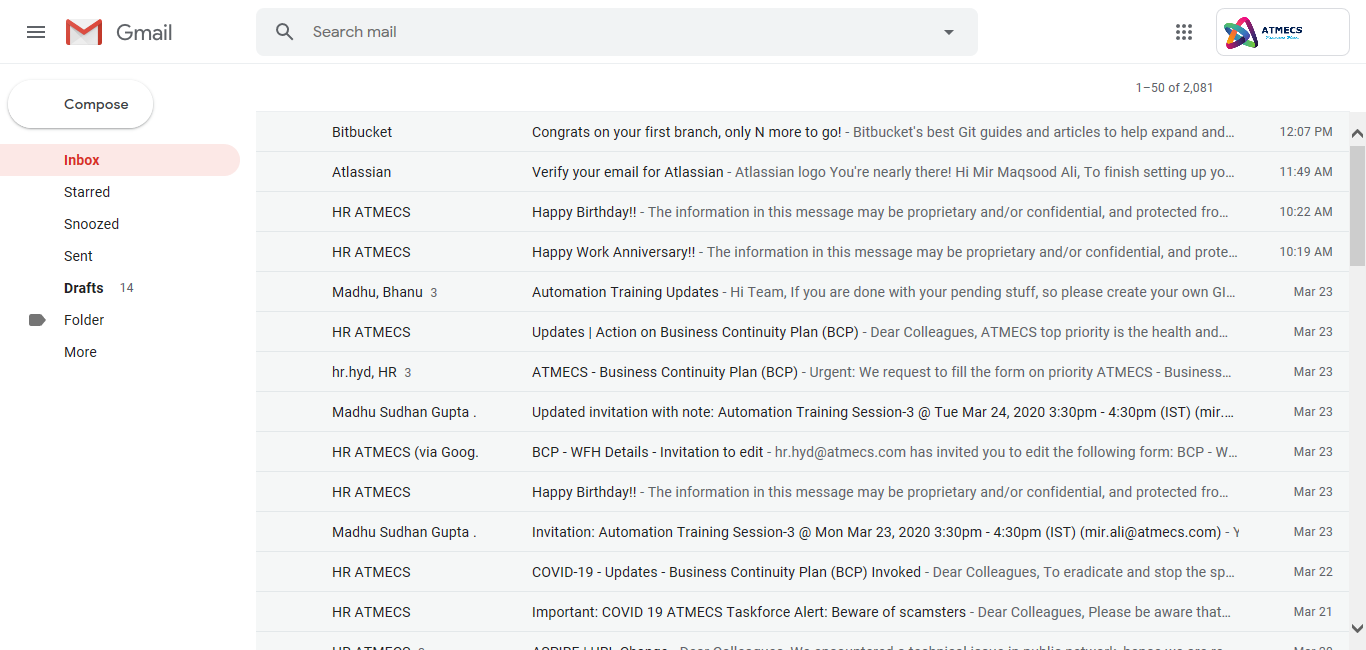 Gmail
Search mail
ATMECS
1–50 of 2,081
Compose
Inbox
Starred
Snoozed
Sent
Drafts 14
Folder
More
Bitbucket Congrats on your first branch, only N more to go! - Bitbucket's best Git guides and articles to help expand and… 12:07 PM
Atlassian Verify your email for Atlassian - Atlassian logo You're nearly there! Hi Mir Maqsood Ali, To finish setting up yo… 11:49 AM
HR ATMECS Happy Birthday!! - The information in this message may be proprietary and/or confidential, and protected fro… 10:22 AM
HR ATMECS Happy Work Anniversary!! - The information in this message may be proprietary and/or confidential, and prote… 10:19 AM
Madhu, Bhanu 3 Automation Training Updates - Hi Team, If you are done with your pending stuff, so please create your own GI… Mar 23
HR ATMECS Updates | Action on Business Continuity Plan (BCP) - Dear Colleagues, ATMECS top priority is the health and… Mar 23
hr.hyd, HR 3 ATMECS - Business Continuity Plan (BCP) - Urgent: We request to fill the form on priority ATMECS - Business… Mar 23
Madhu Sudhan Gupta . Updated invitation with note: Automation Training Session-3 @ Tue Mar 24, 2020 3:30pm - 4:30pm (IST) (mir.… Mar 23
HR ATMECS (via Goog. BCP - WFH Details - Invitation to edit - hr.hyd@atmecs.com has invited you to edit the following form: BCP - W… Mar 23
HR ATMECS Happy Birthday!! - The information in this message may be proprietary and/or confidential, and protected fro… Mar 23
Madhu Sudhan Gupta . Invitation: Automation Training Session-3 @ Mon Mar 23, 2020 3:30pm - 4:30pm (IST) (mir.ali@atmecs.com) - Y Mar 23
HR ATMECS COVID-19 - Updates - Business Continuity Plan (BCP) Invoked - Dear Colleagues, To eradicate and stop the sp… Mar 22
HR ATMECS Important: COVID 19 ATMECS Taskforce Alert: Beware of scamsters - Dear Colleagues, Please be aware that… Mar 21